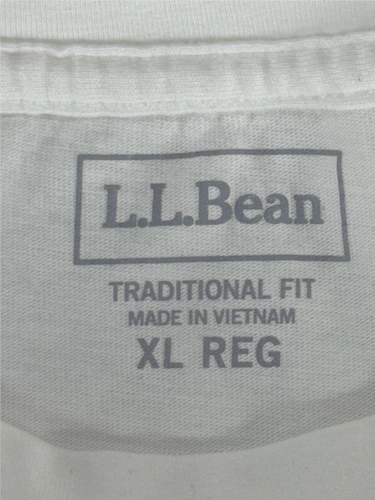 L.L.Bean
TRADITIONAL FIT
MADE IN VIETNAM
XL REG